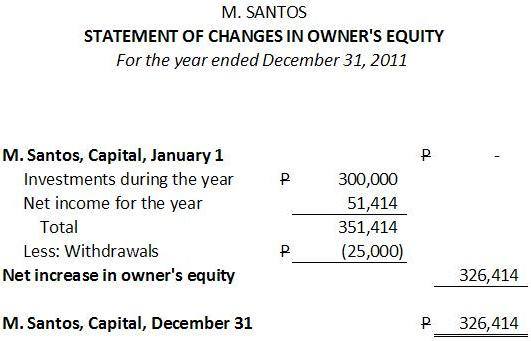 M. SANTOS
STATEMENT OF CHANGES IN OWNER'S EQUITY
For the year ended December 31, 2011
M. Santos, Capital, January 1 ₱ -
Investments during the year ₱ 300,000
Net income for the year 51,414
Total 351,414
Less: Withdrawals ₱ (25,000)
Net increase in owner's equity 326,414
M. Santos, Capital, December 31 ₱ 326,414